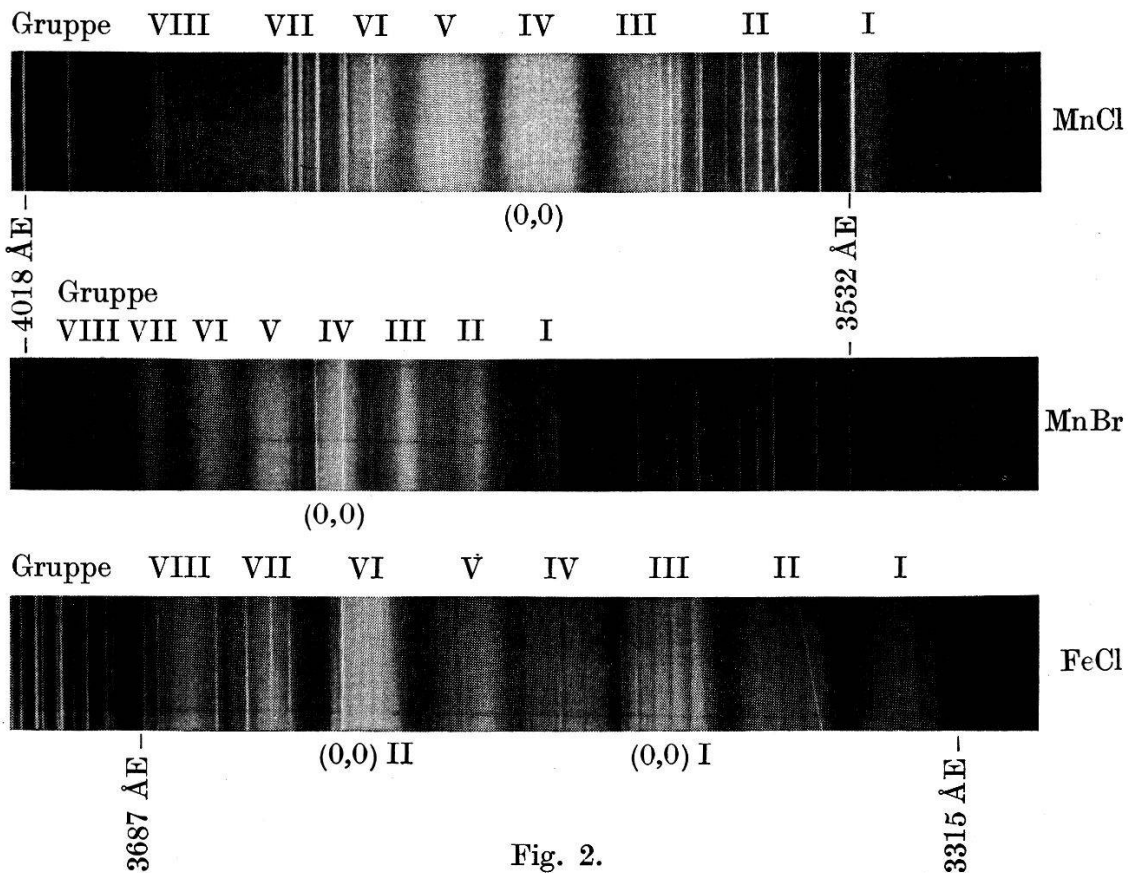 Gruppe VIII VII VI V IV III II I
MnCl
(0,0)
4018 ÅE
3532 ÅE
Gruppe
VIII VII VI V IV III II I
MnBr
(0,0)
Gruppe VIII VII VI V IV III II I
FeCl
(0,0) II (0,0) I
3687 ÅE
3315 ÅE
Fig. 2.